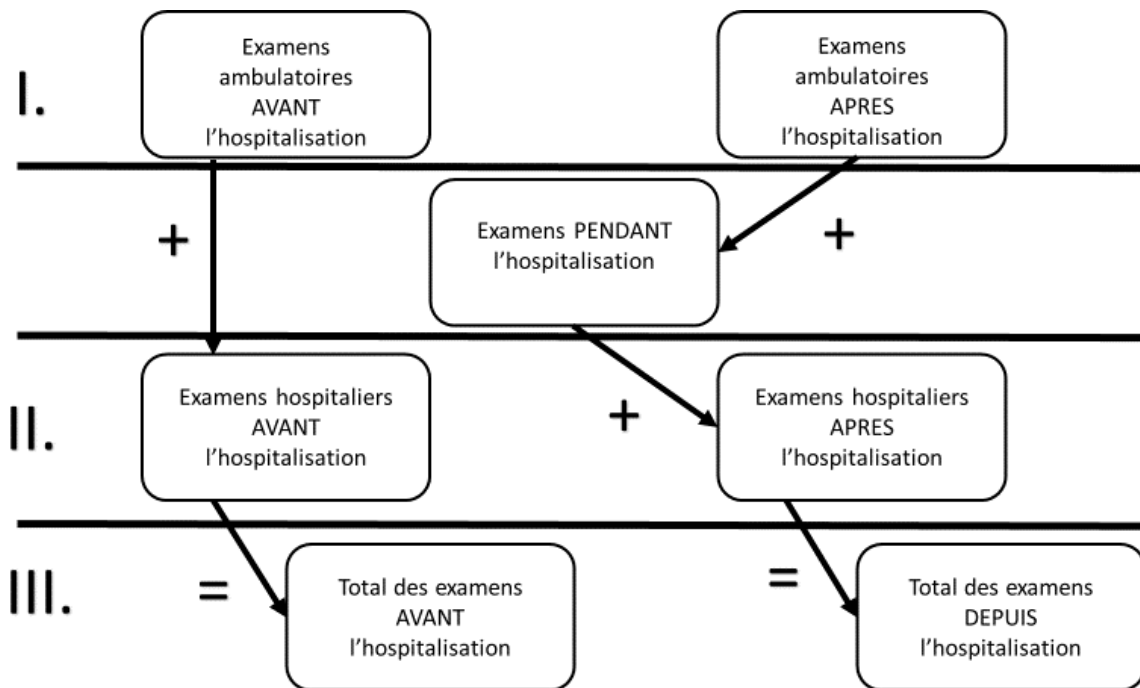 I.
Examens
ambulatoires
AVANT
l'hospitalisation
Examens
ambulatoires
APRES
l'hospitalisation
+
Examens PENDANT
l'hospitalisation
+
II.
Examens hospitaliers
AVANT
l'hospitalisation
+
Examens hospitaliers
APRES
l'hospitalisation
III.
=
Total des examens
AVANT
l'hospitalisation
=
Total des examens
DEPUIS
l'hospitalisation